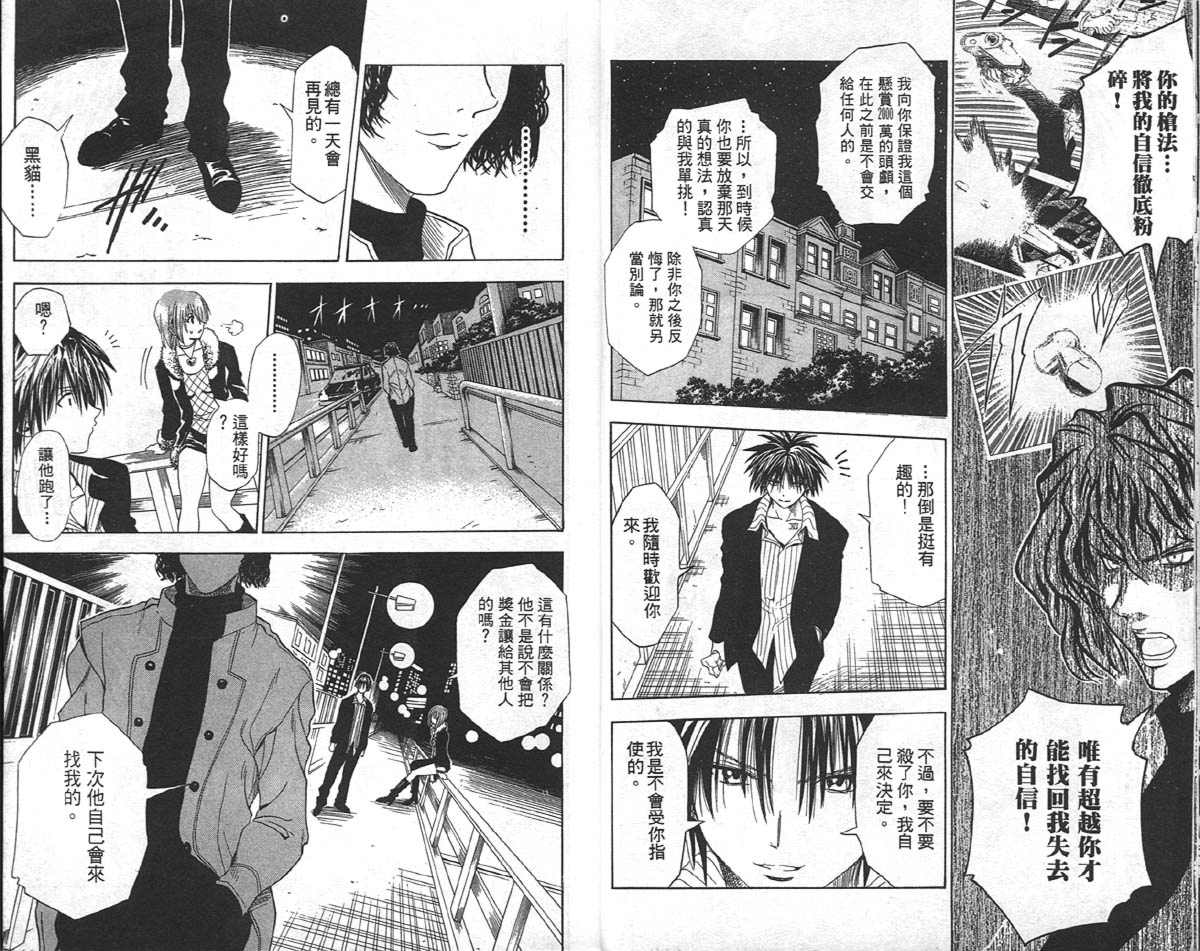 你的槍法…
將我的自信徹底粉
碎！
唯有超越你才
能找回我失去
的自信！
我向你保證我這個
懸賞2000萬的頭顱，
在此之前是不會交
給任何人的。
…所以，到時候
你也要放棄那天
真的想法，認真
的與我單挑！
除非你之後反
悔了，那就另
當別論。
…那倒是挺有
趣的！
我隨時歡迎你
來。
不過，要不要
殺了你，我自
己來決定。
我是不會受你指
使的。
…………
總有一天會
再見的。
黑貓……
オオオオ
………
這樣好嗎
？
嗯？
讓他跑了…
這有什麼關係？
他不是說不會把
獎金讓給其他人
的嗎？
下次他自己會來
找我的。